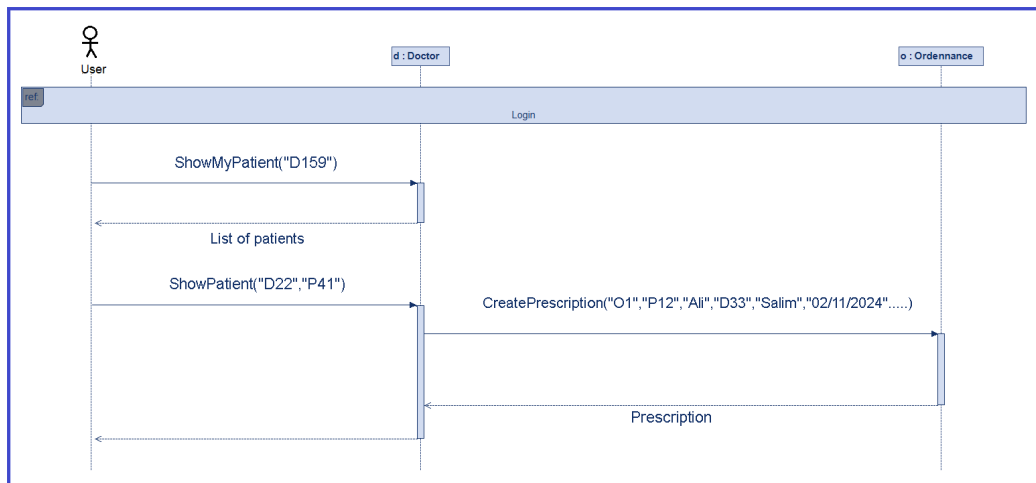 User
d : Doctor
o : Ordennance
ref:
Login
ShowMyPatient("D159")
List of patients
ShowPatient("D22","P41")
CreatePrescription("O1","P12","Ali","D33","Salim","02/11/2024".....)
Prescription